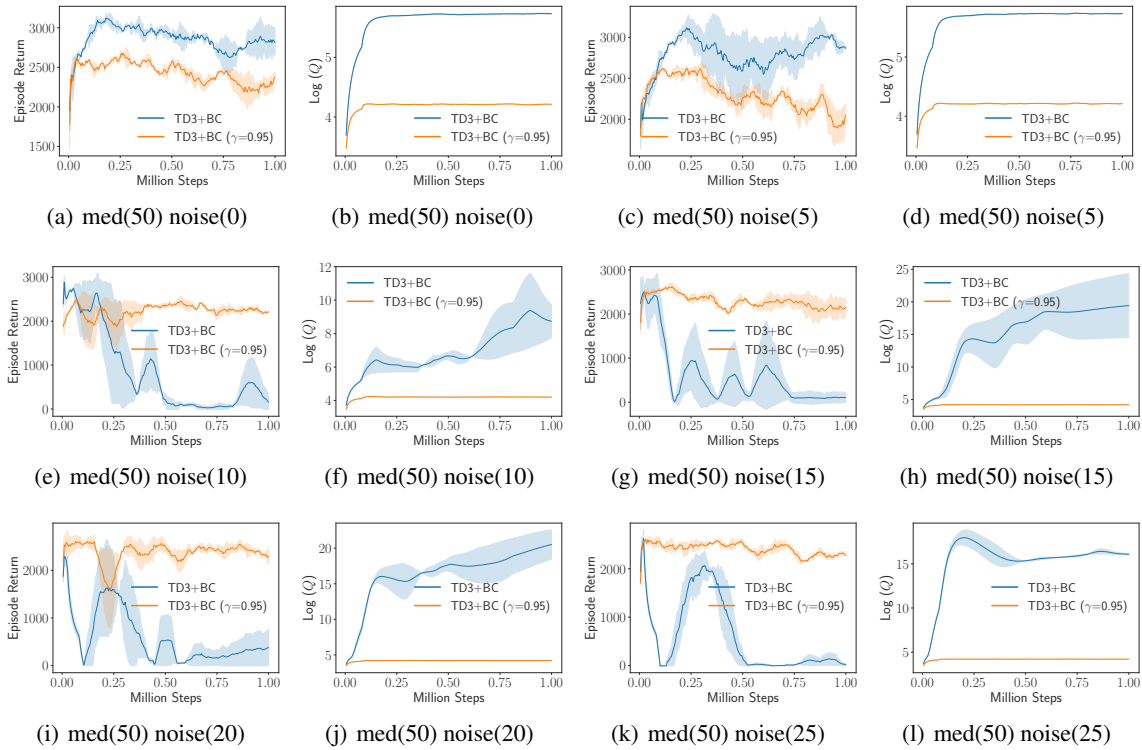 3000
2500
2000
1500
Episode Return
TD3+BC
TD3+BC (γ=0.95)
0.00 0.25 0.50 0.75 1.00
Million Steps
(a) med(50) noise(0)
5
4
Log (Q)
TD3+BC
TD3+BC (γ=0.95)
0.00 0.25 0.50 0.75 1.00
Million Steps
(b) med(50) noise(0)
3000
2500
2000
Episode Return
TD3+BC
TD3+BC (γ=0.95)
0.00 0.25 0.50 0.75 1.00
Million Steps
(c) med(50) noise(5)
5
4
Log (Q)
TD3+BC
TD3+BC (γ=0.95)
0.00 0.25 0.50 0.75 1.00
Million Steps
(d) med(50) noise(5)
3000
2000
1000
0
Episode Return
TD3+BC
TD3+BC (γ=0.95)
0.00 0.25 0.50 0.75 1.00
Million Steps
(e) med(50) noise(10)
12
10
8
6
4
Log (Q)
TD3+BC
TD3+BC (γ=0.95)
0.00 0.25 0.50 0.75 1.00
Million Steps
(f) med(50) noise(10)
3000
2000
1000
0
Episode Return
TD3+BC
TD3+BC (γ=0.95)
0.00 0.25 0.50 0.75 1.00
Million Steps
(g) med(50) noise(15)
25
20
15
10
5
Log (Q)
TD3+BC
TD3+BC (γ=0.95)
0.00 0.25 0.50 0.75 1.00
Million Steps
(h) med(50) noise(15)
2000
1000
0
Episode Return
TD3+BC
TD3+BC (γ=0.95)
0.00 0.25 0.50 0.75 1.00
Million Steps
(i) med(50) noise(20)
20
15
10
5
Log (Q)
TD3+BC
TD3+BC (γ=0.95)
0.00 0.25 0.50 0.75 1.00
Million Steps
(j) med(50) noise(20)
2000
1000
0
Episode Return
TD3+BC
TD3+BC (γ=0.95)
0.00 0.25 0.50 0.75 1.00
Million Steps
(k) med(50) noise(25)
15
10
5
Log (Q)
TD3+BC
TD3+BC (γ=0.95)
0.00 0.25 0.50 0.75 1.00
Million Steps
(l) med(50) noise(25)